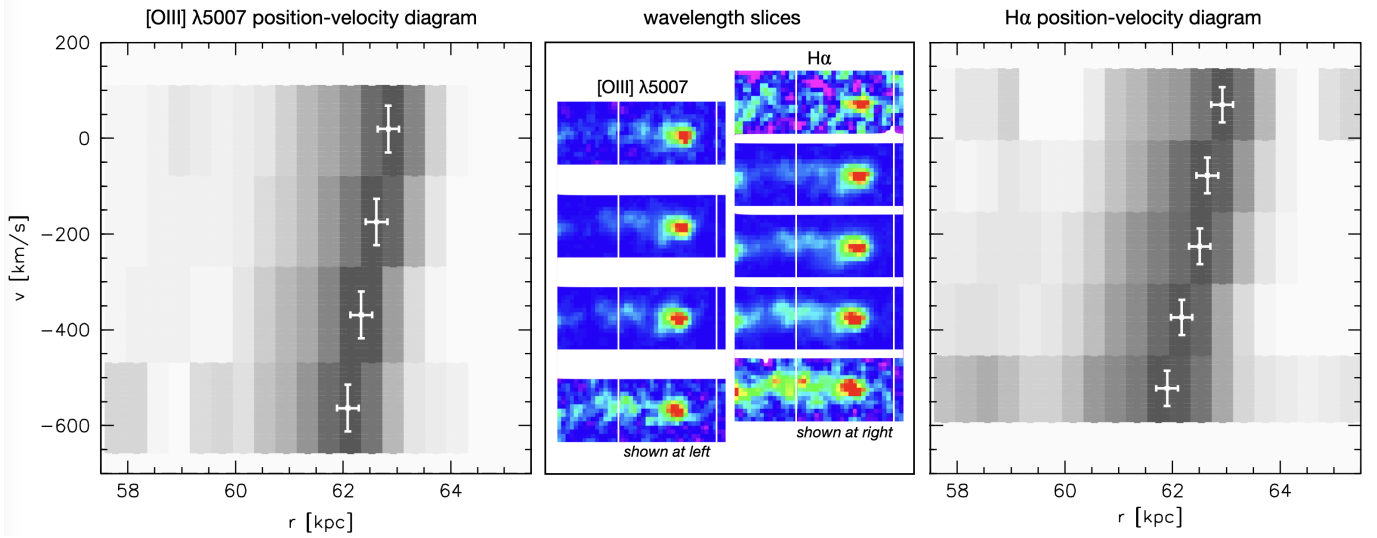 [OIII] λ5007 position-velocity diagram
wavelength slices
Hα position-velocity diagram
200
0
−200
−400
−600
v [km/s]
58 60 62 64
r [kpc]
[OIII] λ5007
Hα
shown at left
shown at right
58 60 62 64
r [kpc]